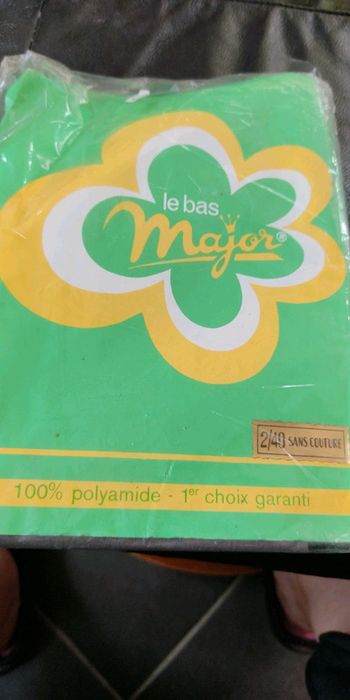 le bas
Major®
2/40 SANS COUTURE
100% polyamide - 1er choix garanti